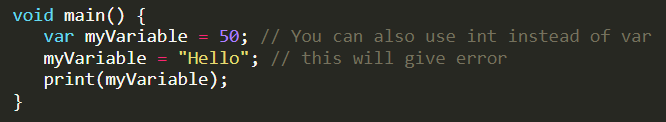 void main() {
   var myVariable = 50; // You can also use int instead of var
   myVariable = "Hello"; // this will give error
   print(myVariable);
}